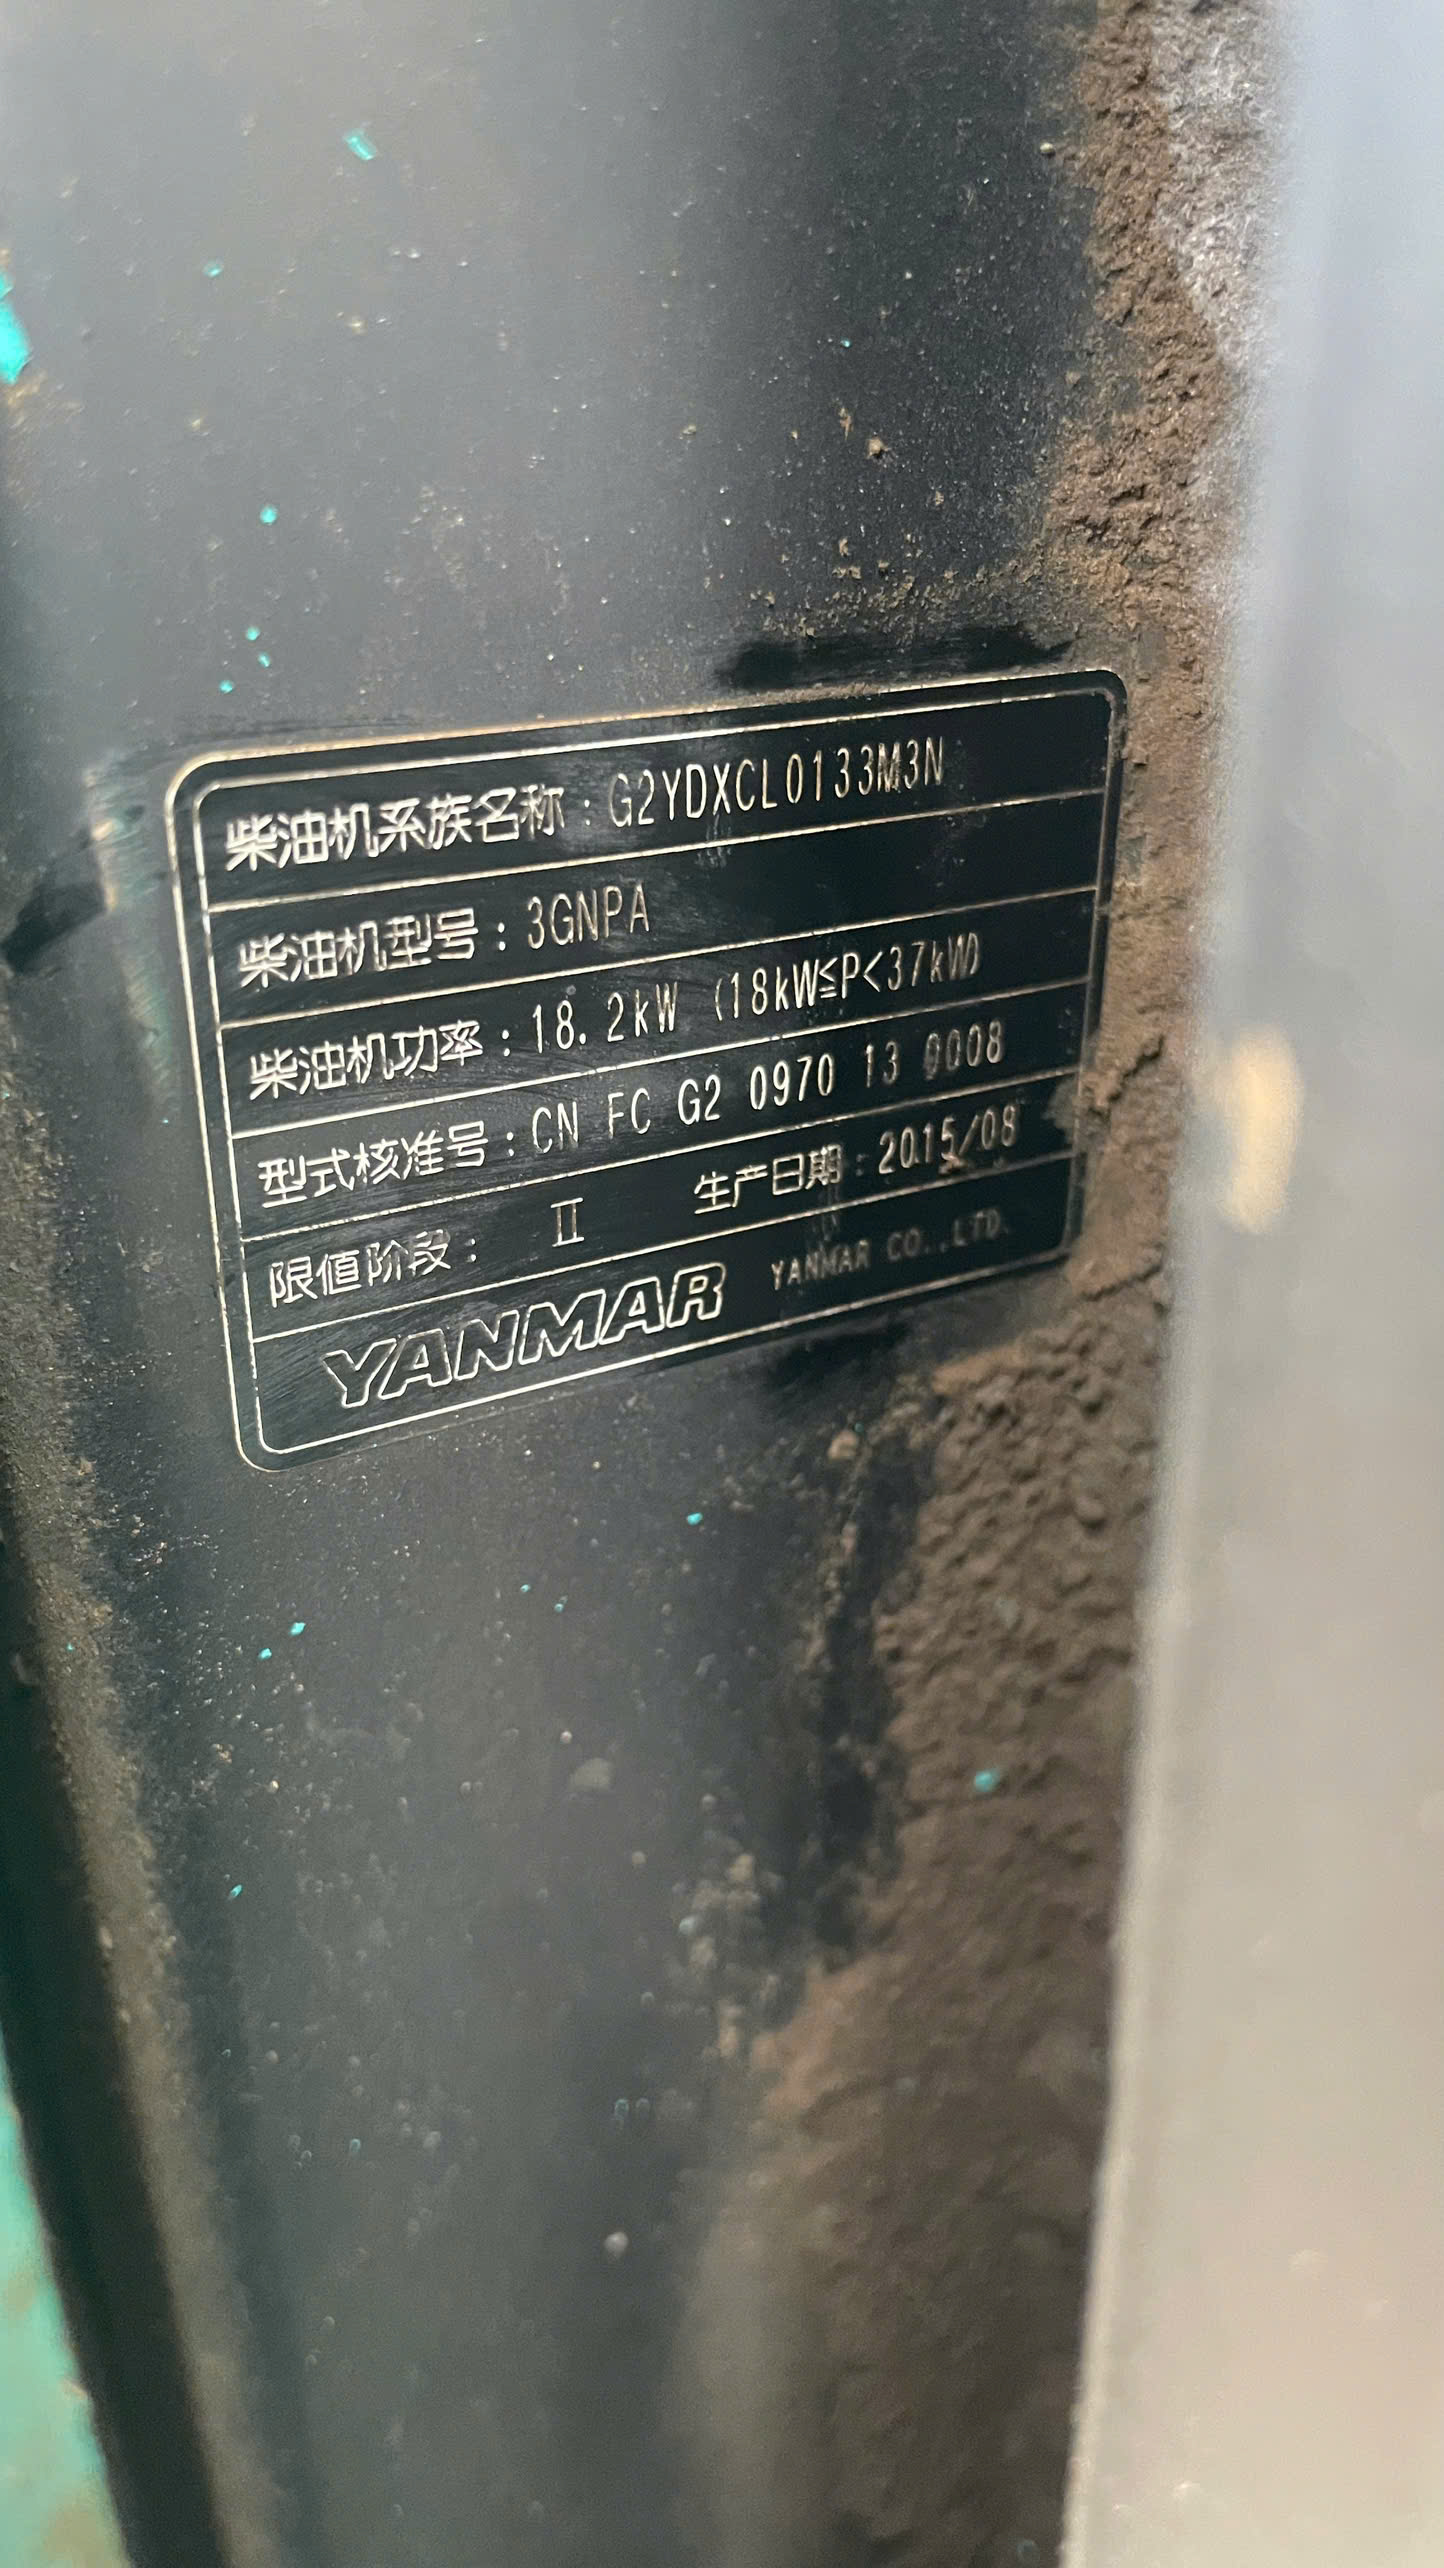 柴油机系族名称：G2YDXCL0133M3N
柴油机型号：3GNPA
柴油机功率：18.2kW (18kW≦P<37kW)
型式核准号：CN FC G2 0970 13 0008
限值阶段： Ⅱ 生产日期：2015/08
YANMAR YANMAR CO.,LTD.